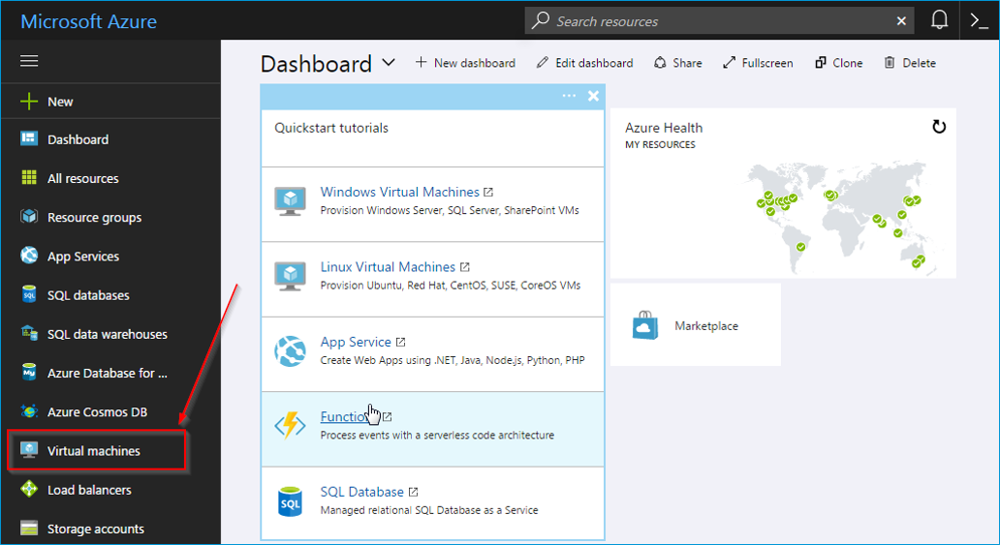 Microsoft Azure
Search resources
New
Dashboard
All resources
Resource groups
App Services
SQL databases
SQL data warehouses
Azure Database for ...
Azure Cosmos DB
Virtual machines
Load balancers
Storage accounts
Dashboard
New dashboard
Edit dashboard
Share
Fullscreen
Clone
Delete
Quickstart tutorials
Windows Virtual Machines
Provision Windows Server, SQL Server, SharePoint VMs
Linux Virtual Machines
Provision Ubuntu, Red Hat, CentOS, SUSE, CoreOS VMs
App Service
Create Web Apps using .NET, Java, Node.js, Python, PHP
Process events with a serverless code architecture
SQL
SQL Database
Managed relational SQL Database as a Service
Azure Health
MY RESOURCES
Marketplace